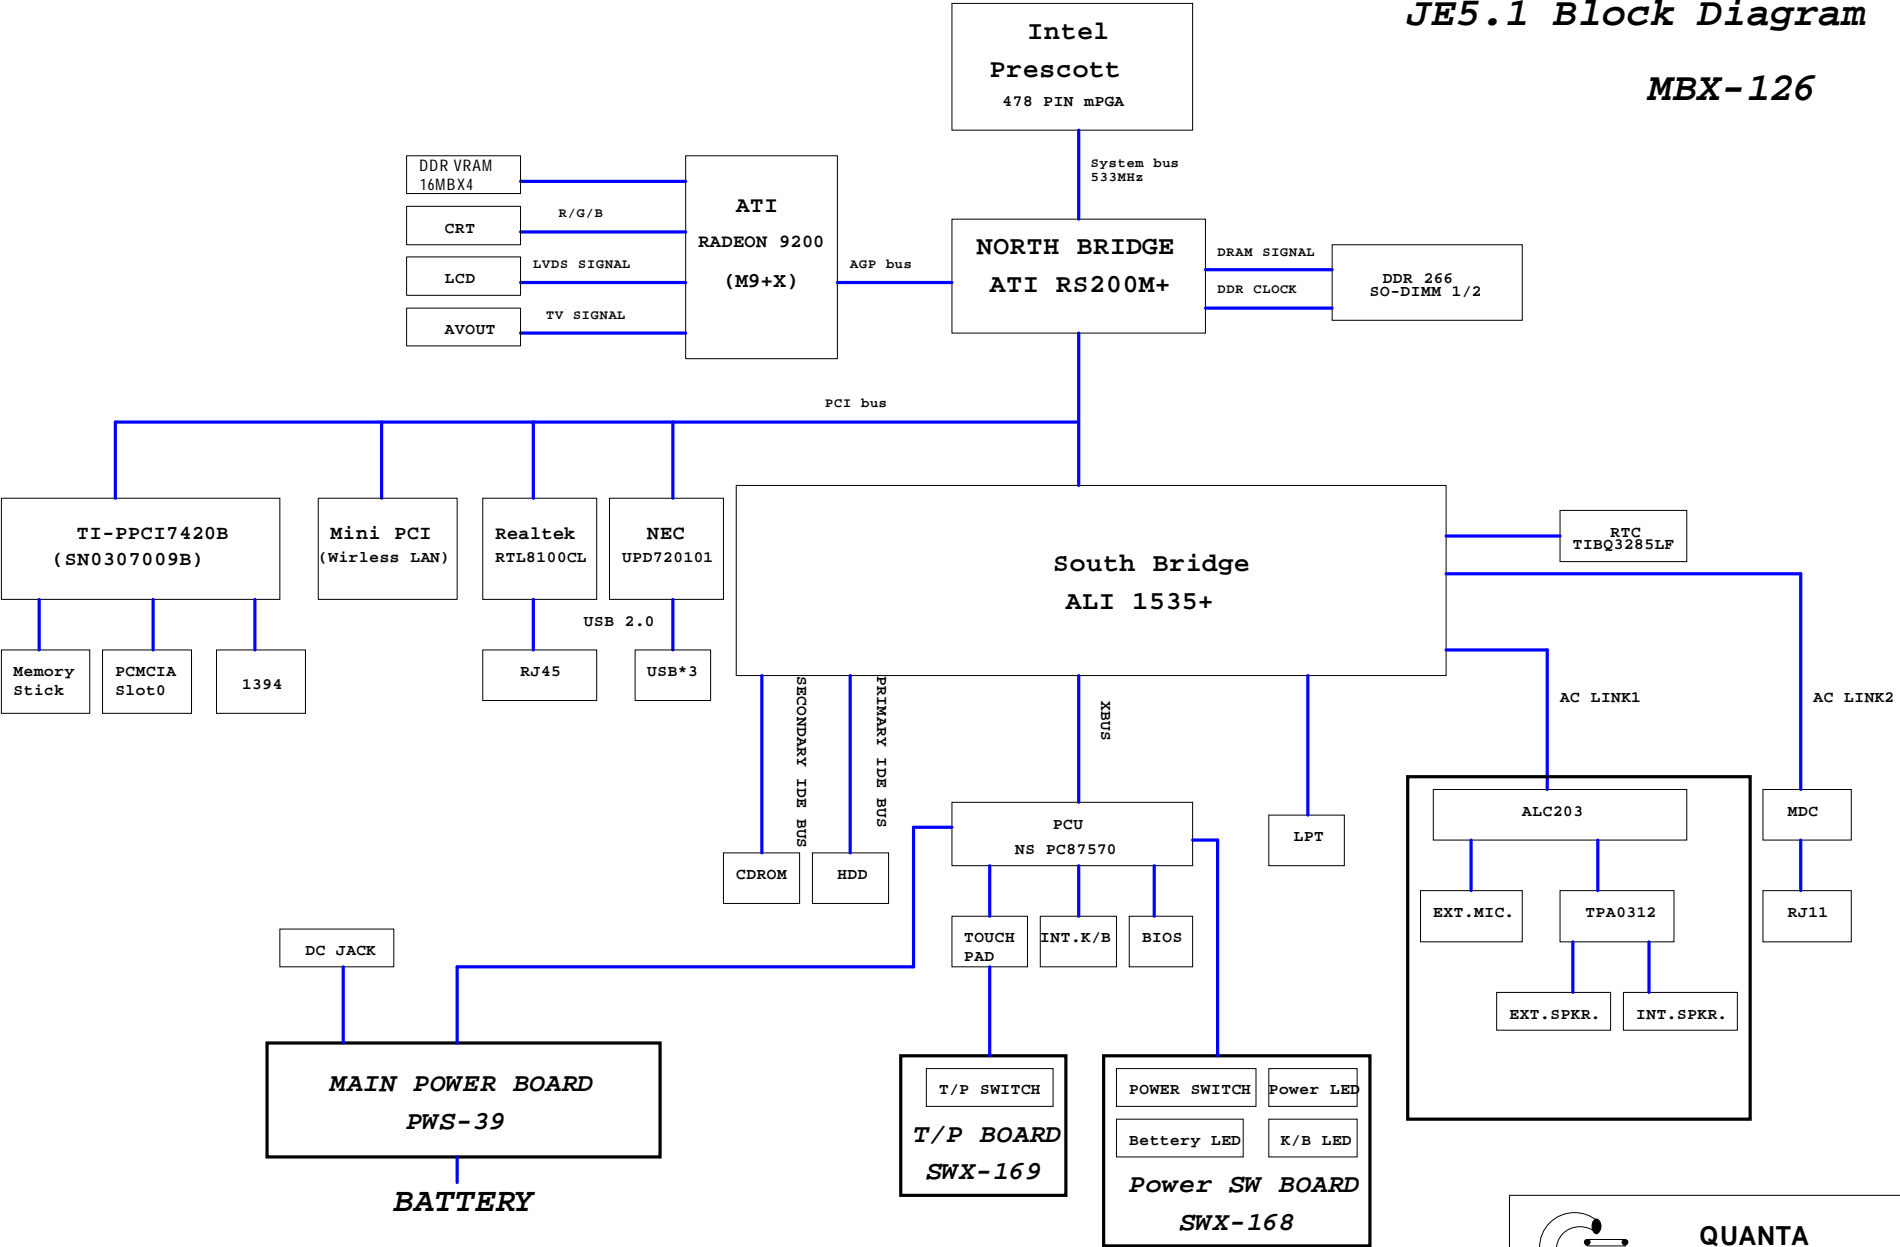 JE5.1 Block Diagram
MBX-126
Intel
Prescott
478 PIN mPGA
System bus
533MHz
DDR VRAM
16MBX4
CRT
LCD
AVOUT
R/G/B
LVDS SIGNAL
TV SIGNAL
ATI
RADEON 9200
(M9+X)
AGP bus
NORTH BRIDGE
ATI RS200M+
DRAM SIGNAL
DDR CLOCK
DDR 266
SO-DIMM 1/2
PCI bus
TI-PPCI7420B
(SN0307009B)
Mini PCI
(Wirless LAN)
Realtek
RTL8100CL
NEC
UPD720101
USB 2.0
Memory
Stick
PCMCIA
Slot0
1394
RJ45
USB*3
South Bridge
ALI 1535+
RTC
TIBQ3285LF
AC LINK1
AC LINK2
SECONDARY IDE BUS
PRIMARY IDE BUS
XBUS
CDROM
HDD
PCU
NS PC87570
LPT
ALC203
MDC
EXT.MIC.
TPA0312
RJ11
EXT.SPKR.
INT.SPKR.
TOUCH
PAD
INT.K/B
BIOS
DC JACK
MAIN POWER BOARD
PWS-39
BATTERY
T/P SWITCH
T/P BOARD
SWX-169
POWER SWITCH
Power LED
Bettery LED
K/B LED
Power SW BOARD
SWX-168
QUANTA